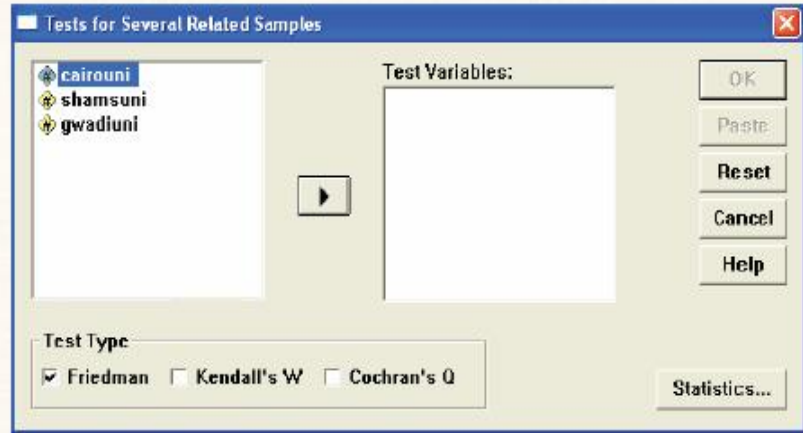 Tests for Several Related Samples
cairouni
shamsuni
gwadiuni
Test Variables:
OK
Paste
Reset
Cancel
Help
Test Type
Friedman
Kendall's W
Cochran's Q
Statistics...